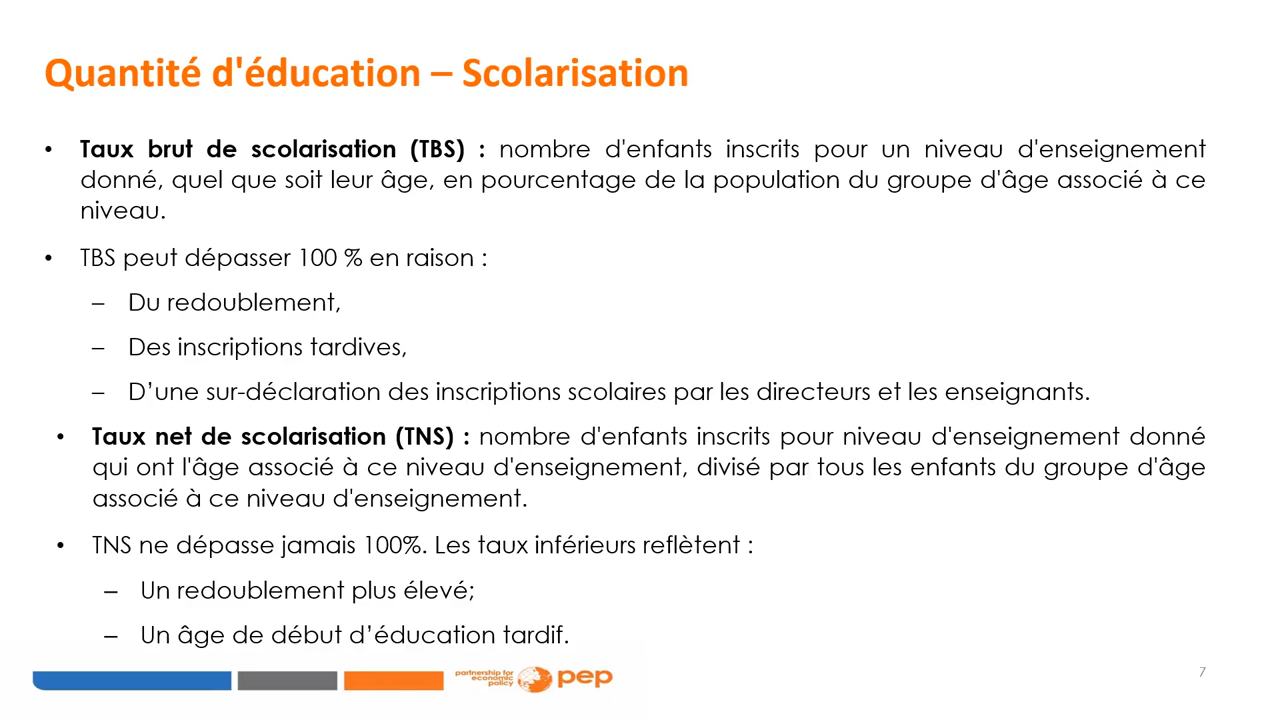 Quantité d'éducation – Scolarisation
• Taux brut de scolarisation (TBS) : nombre d'enfants inscrits pour un niveau d'enseignement
donné, quel que soit leur âge, en pourcentage de la population du groupe d'âge associé à ce
niveau.
• TBS peut dépasser 100 % en raison :
– Du redoublement,
– Des inscriptions tardives,
– D’une sur-déclaration des inscriptions scolaires par les directeurs et les enseignants.
• Taux net de scolarisation (TNS) : nombre d'enfants inscrits pour niveau d'enseignement donné
qui ont l'âge associé à ce niveau d'enseignement, divisé par tous les enfants du groupe d'âge
associé à ce niveau d'enseignement.
• TNS ne dépasse jamais 100%. Les taux inférieurs reflètent :
– Un redoublement plus élevé;
– Un âge de début d’éducation tardif.
partnership for
economic
policy
pep
7